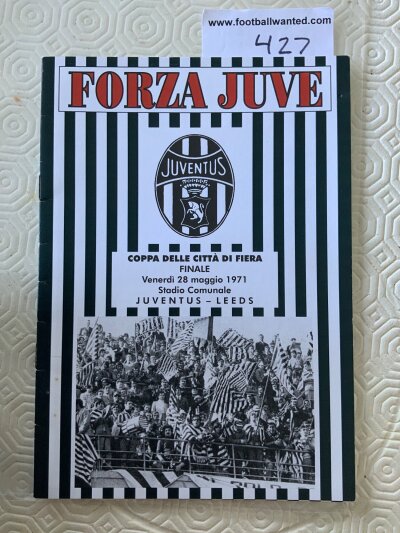 www.footballwanted.com
427
FORZA JUVE
JUVENTUS
COPPA DELLE CITTÀ DI FIERA
FINALE
Venerdì 28 maggio 1971
Stadio Comunale
JUVENTUS – LEEDS